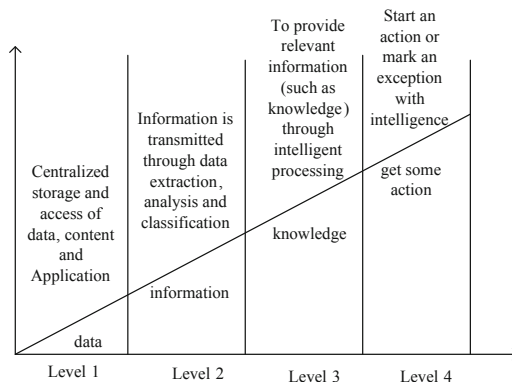 Centralized
storage and
access of
data, content
and
Application
data
Level 1
Information is
transmitted
through data
extraction,
analysis and
classification
information
Level 2
To provide
relevant
information
(such as
knowledge)
through
intelligent
processing
knowledge
Level 3
Start an
action or
mark an
exception
with
intelligence
get some
action
Level 4